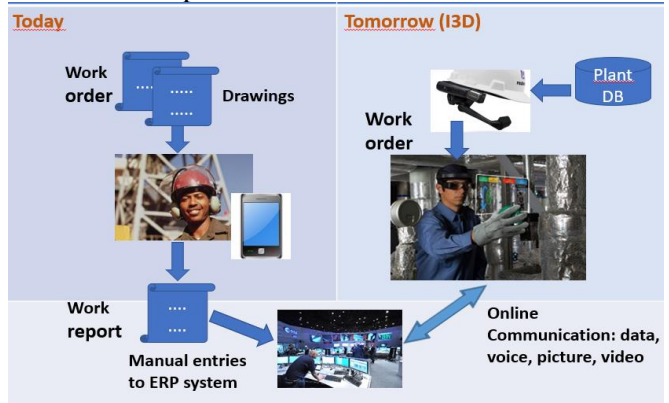 Today
Tomorrow (I3D)
Work
order
Drawings
Plant
DB
Work
order
Work
report
Manual entries
to ERP system
Online
Communication: data,
voice, picture, video